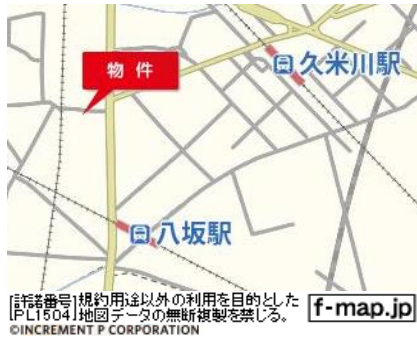 物件
久米川駅
八坂駅
[許諾番号]規約用途以外の利用を目的とした
[PL1504]地図データの無断複製を禁じる。
f-map.jp
©INCREMENT P CORPORATION